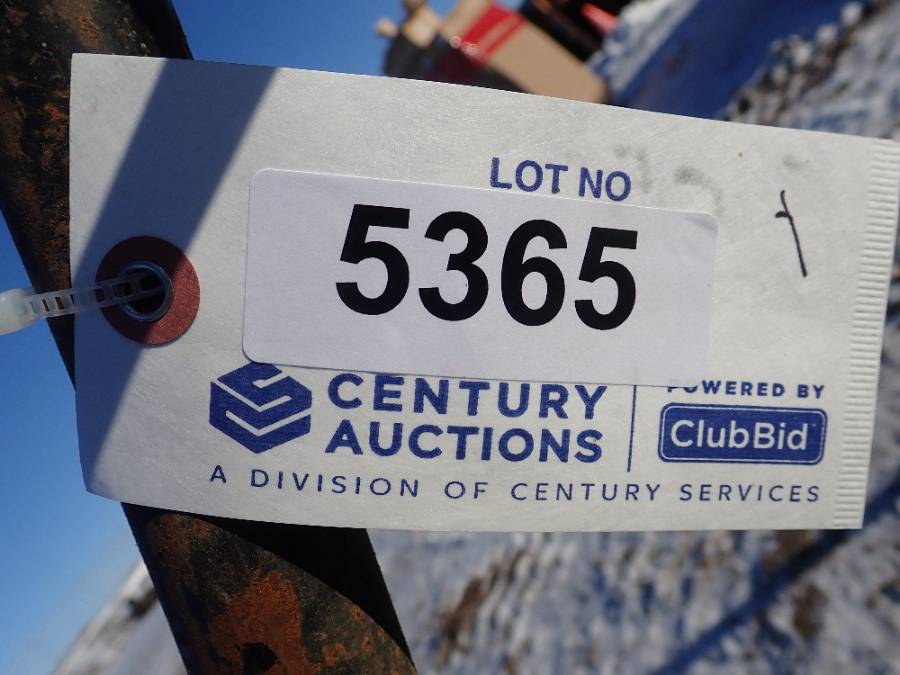 LOT NO
5365
CENTURY
AUCTIONS
POWERED BY
ClubBid
A DIVISION OF CENTURY SERVICES